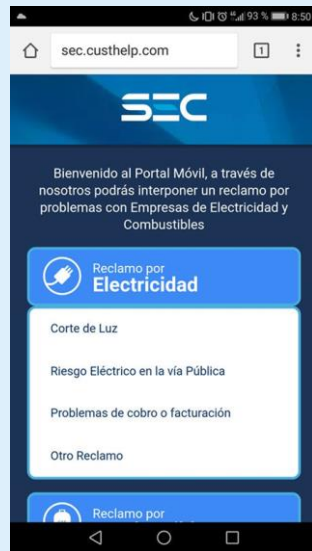 93 % 8:50
sec.custhelp.com 1
SEC
Bienvenido al Portal Móvil, a través de
nosotros podrás interponer un reclamo por
problemas con Empresas de Electricidad y
Combustibles
Reclamo por
Electricidad
Corte de Luz
Riesgo Eléctrico en la vía Pública
Problemas de cobro o facturación
Otro Reclamo
Reclamo por